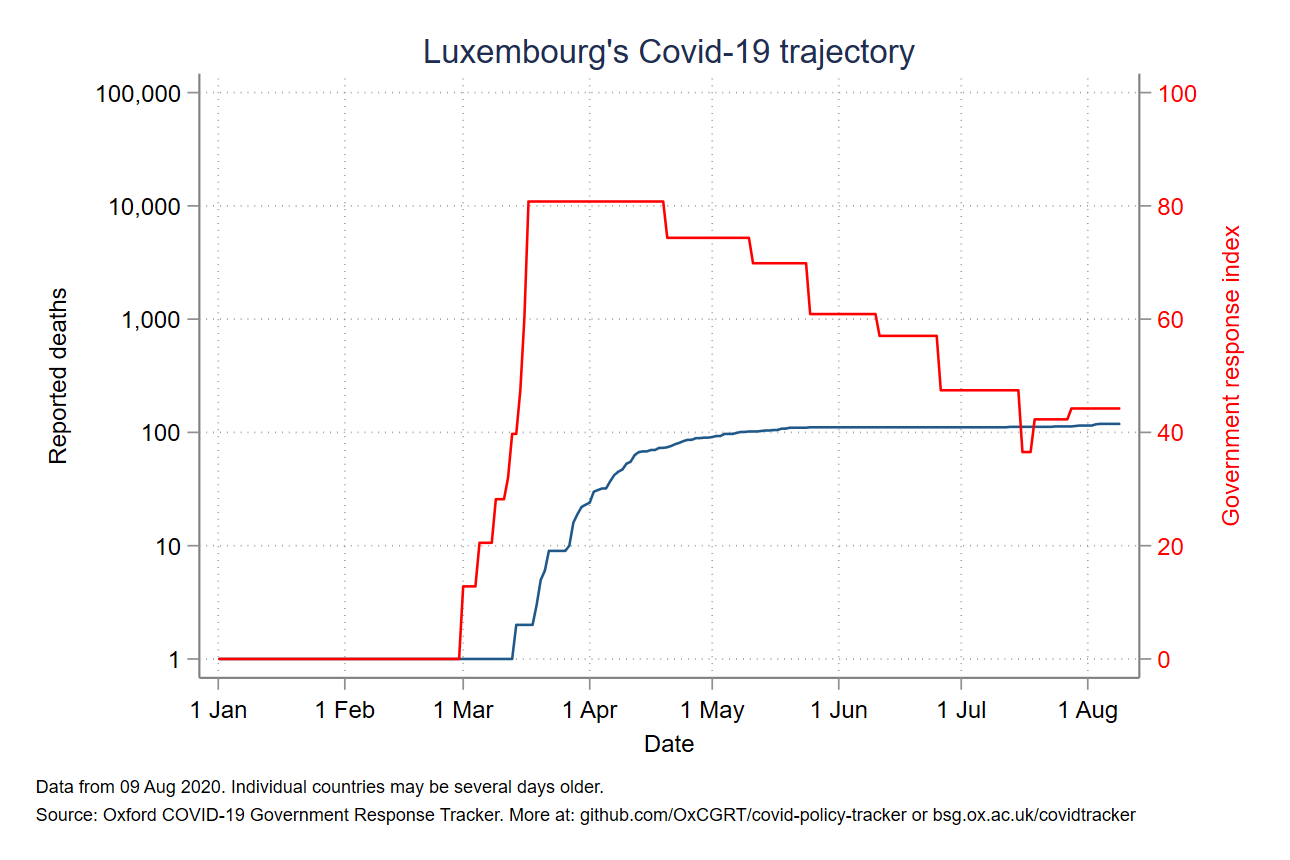 Luxembourg's Covid-19 trajectory
100,000
10,000
1,000
100
10
1
Reported deaths
100
80
60
40
20
0
Government response index
1 Jan 1 Feb 1 Mar 1 Apr 1 May 1 Jun 1 Jul 1 Aug
Date
Data from 09 Aug 2020. Individual countries may be several days older.
Source: Oxford COVID-19 Government Response Tracker. More at: github.com/OxCGRT/covid-policy-tracker or bsg.ox.ac.uk/covidtracker